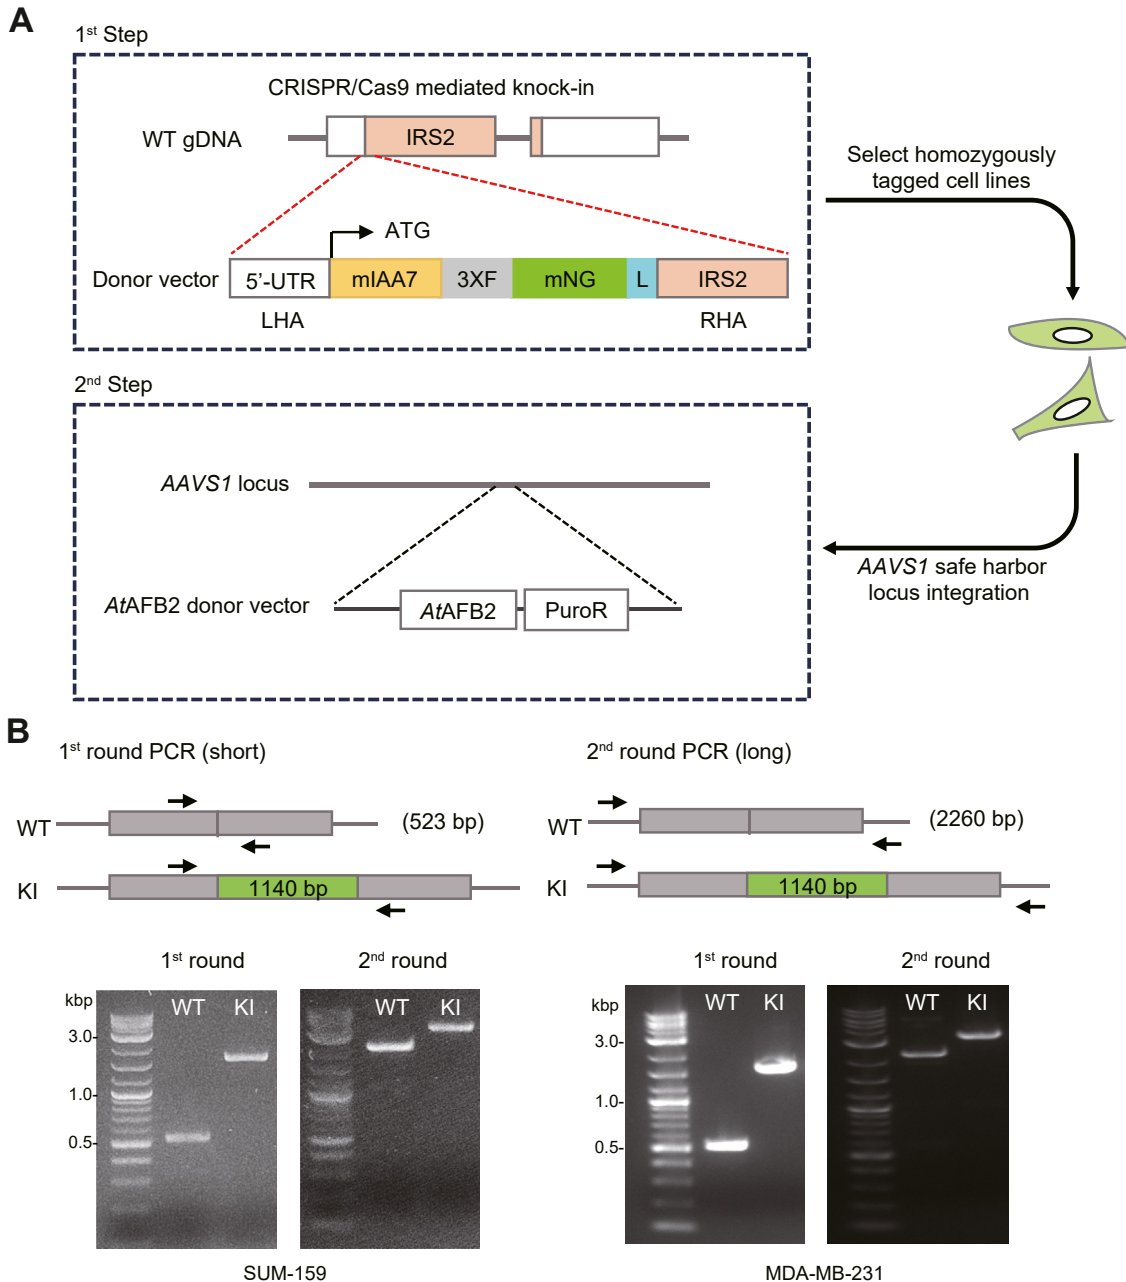 A
1st Step
CRISPR/Cas9 mediated knock-in
WT gDNA
IRS2
Select homozygously
tagged cell lines
ATG
Donor vector
5'-UTR
mIAA7
3XF
mNG
L
IRS2
LHA
RHA
2nd Step
AAVS1 locus
AtAFB2 donor vector
AtAFB2
PuroR
AAVS1 safe harbor
locus integration
B
1st round PCR (short)
WT
(523 bp)
KI
1140 bp
2nd round PCR (long)
WT
(2260 bp)
KI
1140 bp
1st round
2nd round
kbp
WT
KI
WT
KI
3.0-
1.0-
0.5-
SUM-159
1st round
2nd round
kbp
WT
KI
WT
KI
3.0-
1.0-
0.5-
MDA-MB-231